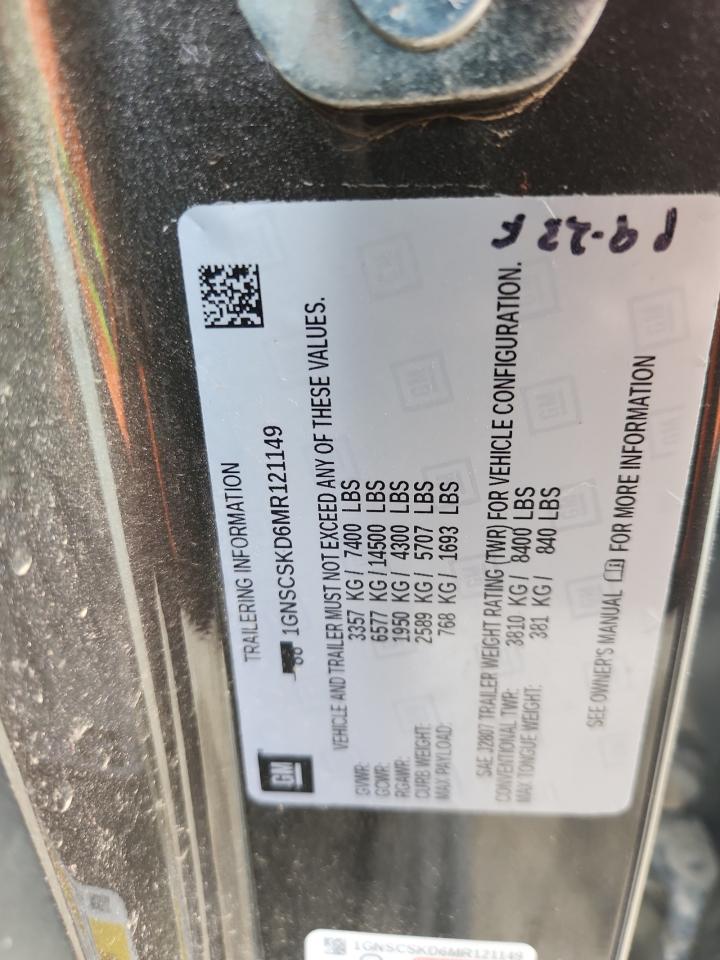 TRAILERING INFORMATION
1GNSCSKD6MR121149
GM
VEHICLE AND TRAILER MUST NOT EXCEED ANY OF THESE VALUES.
GVWR: 3357 KG / 7400 LBS
GCWR: 6577 KG / 14500 LBS
RGAWR: 1950 KG / 4300 LBS
CURB WEIGHT: 2589 KG / 5707 LBS
MAX PAYLOAD: 768 KG / 1693 LBS
SAE J2807 TRAILER WEIGHT RATING (TWR) FOR VEHICLE CONFIGURATION.
CONVENTIONAL TWR: 3810 KG / 8400 LBS
MAX TONGUE WEIGHT: 381 KG / 840 LBS
SEE OWNER'S MANUAL FOR MORE INFORMATION
1GNSCSKD6MR121149